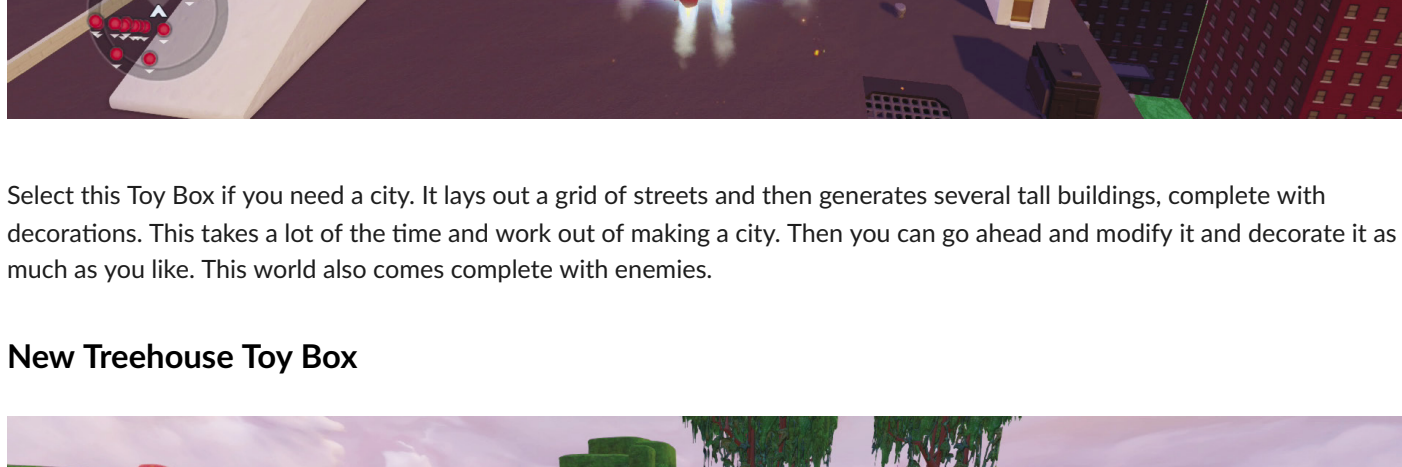 Select this Toy Box if you need a city. It lays out a grid of streets and then generates several tall buildings, complete with
decorations. This takes a lot of the time and work out of making a city. Then you can go ahead and modify it and decorate it as
much as you like. This world also comes complete with enemies.
New Treehouse Toy Box